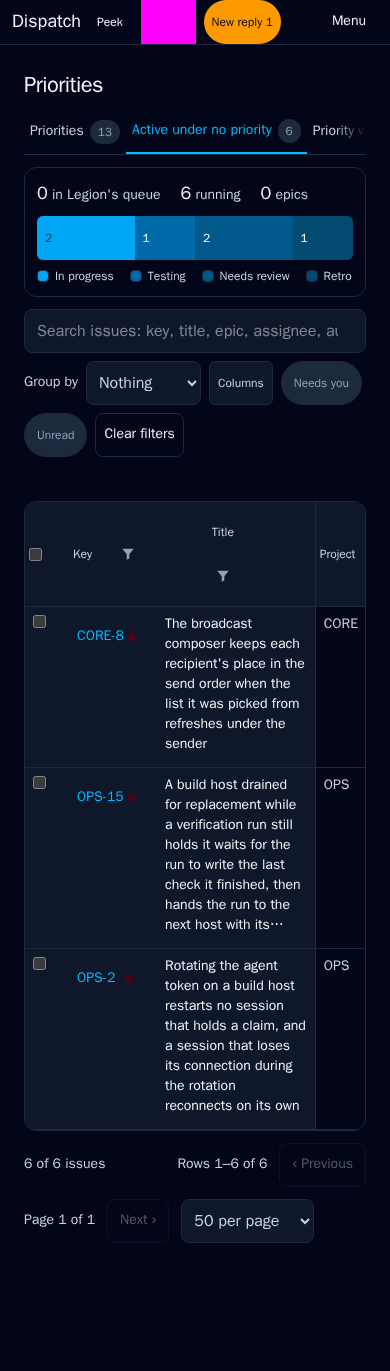 Dispatch Peek New reply 1 Menu
Priorities
Priorities 13 Active under no priority 6 Priority
0 in Legion's queue 6 running 0 epics
2 1 2 1
In progress Testing Needs review Retro
Search issues: key, title, epic, assignee, au
Group by Nothing Columns Needs you
Unread Clear filters
Title
Key Project
CORE-8 The broadcast CORE
composer keeps each
recipient's place in the
send order when the
list it was picked from
refreshes under the
sender
OPS-15 A build host drained OPS
for replacement while
a verification run still
holds it waits for the
run to write the last
check it finished, then
hands the run to the
next host with its…
OPS-2 Rotating the agent OPS
token on a build host
restarts no session
that holds a claim, and
a session that loses
its connection during
the rotation
reconnects on its own
6 of 6 issues Rows 1–6 of 6 ‹ Previous
Page 1 of 1 Next › 50 per page